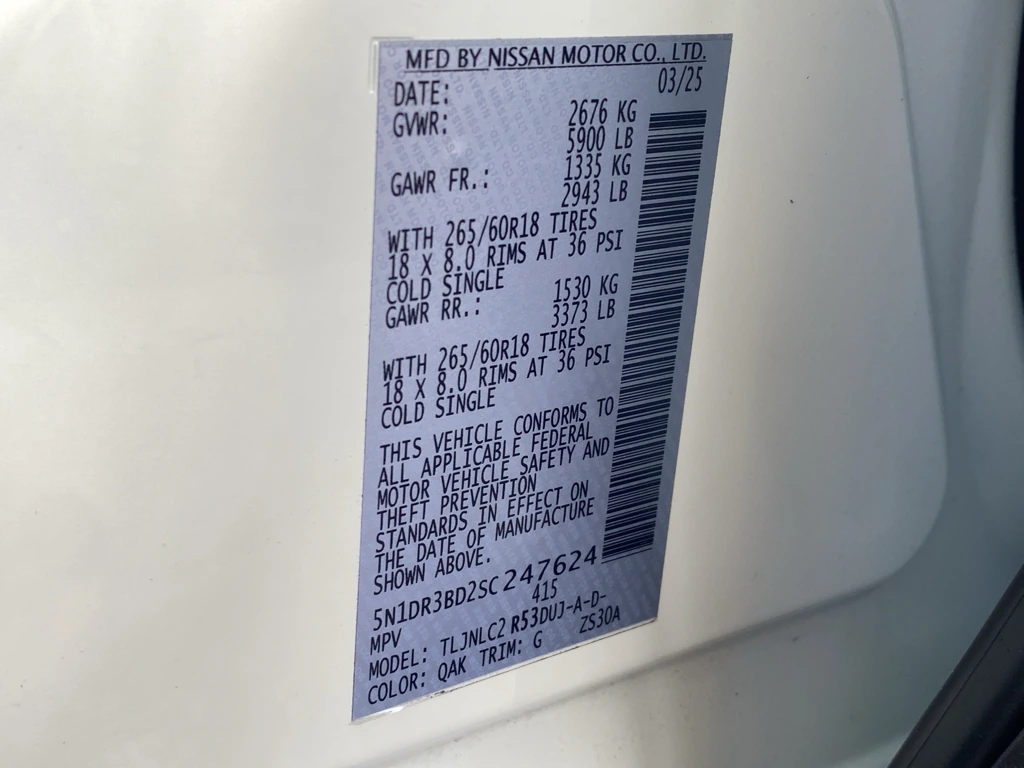 MFD BY NISSAN MOTOR CO., LTD.
DATE: 03/25
GVWR: 2676 KG
5900 LB
GAWR FR.: 1335 KG
2943 LB
WITH 265/60R18 TIRES
18 X 8.0 RIMS AT 36 PSI
COLD SINGLE
GAWR RR.: 1530 KG
3373 LB
WITH 265/60R18 TIRES
18 X 8.0 RIMS AT 36 PSI
COLD SINGLE
THIS VEHICLE CONFORMS TO
ALL APPLICABLE FEDERAL
MOTOR VEHICLE SAFETY AND
THEFT PREVENTION
STANDARDS IN EFFECT ON
THE DATE OF MANUFACTURE
SHOWN ABOVE.
5N1DR3BD2SC247624
MPV 415
MODEL: TLJNLC2 R53DUJ-A-D-
COLOR: QAK TRIM: G ZS30A